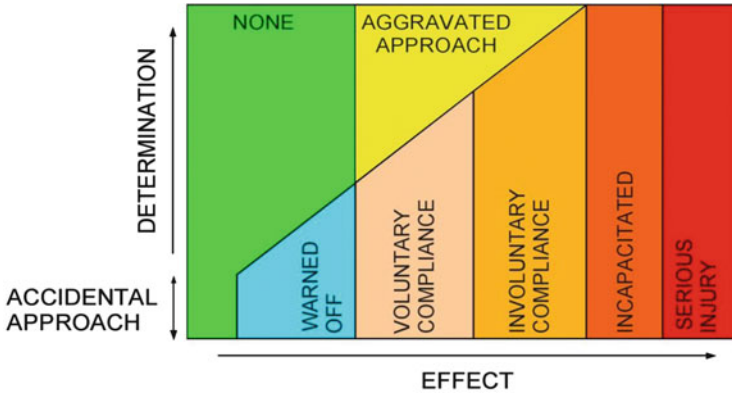 NONE
AGGRAVATED
APPROACH
DETERMINATION
ACCIDENTAL
APPROACH
WARNED
OFF
VOLUNTARY
COMPLIANCE
INVOLUNTARY
COMPLIANCE
INCAPACITATED
SERIOUS
INJURY
EFFECT